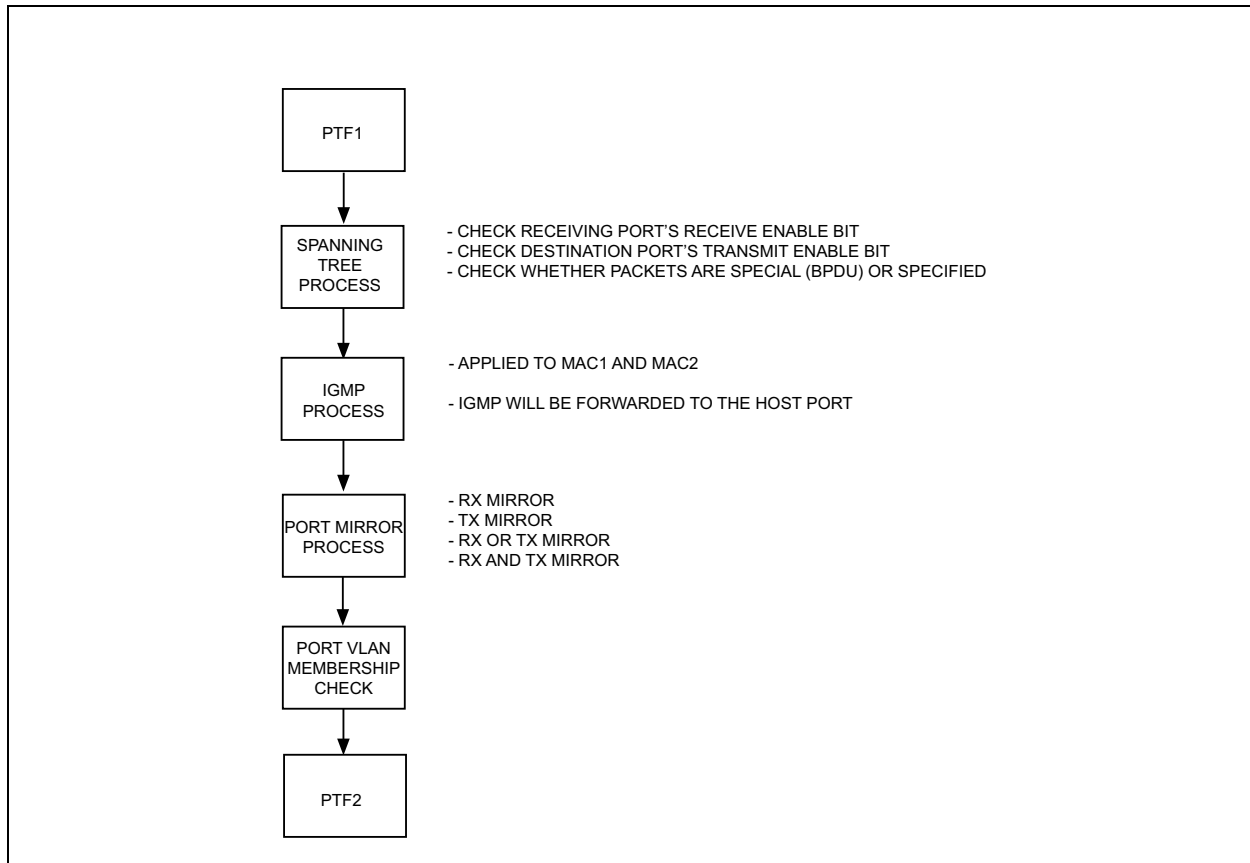 PTF1
SPANNING
TREE
PROCESS
- CHECK RECEIVING PORT’S RECEIVE ENABLE BIT
- CHECK DESTINATION PORT’S TRANSMIT ENABLE BIT
- CHECK WHETHER PACKETS ARE SPECIAL (BPDU) OR SPECIFIED
IGMP
PROCESS
- APPLIED TO MAC1 AND MAC2
- IGMP WILL BE FORWARDED TO THE HOST PORT
PORT MIRROR
PROCESS
- RX MIRROR
- TX MIRROR
- RX OR TX MIRROR
- RX AND TX MIRROR
PORT VLAN
MEMBERSHIP
CHECK
PTF2